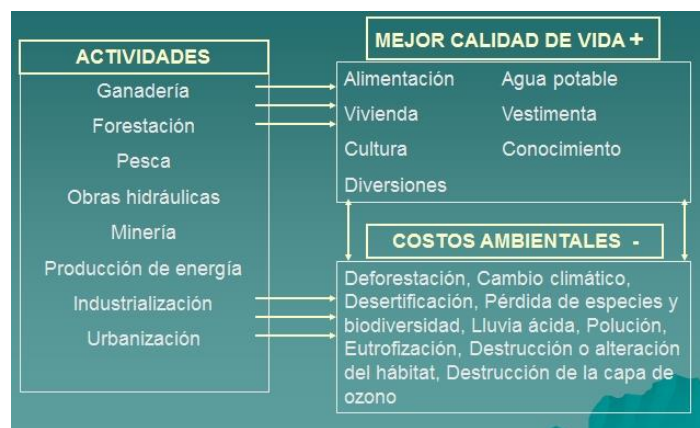 ACTIVIDADES
Ganadería
Forestación
Pesca
Obras hidráulicas
Minería
Producción de energía
Industrialización
Urbanización
MEJOR CALIDAD DE VIDA +
Alimentación Agua potable
Vivienda Vestimenta
Cultura Conocimiento
Diversiones
COSTOS AMBIENTALES -
Deforestación, Cambio climático,
Desertificación, Pérdida de especies y
biodiversidad, Lluvia ácida, Polución,
Eutrofización, Destrucción o alteración
del hábitat, Destrucción de la capa de
ozono